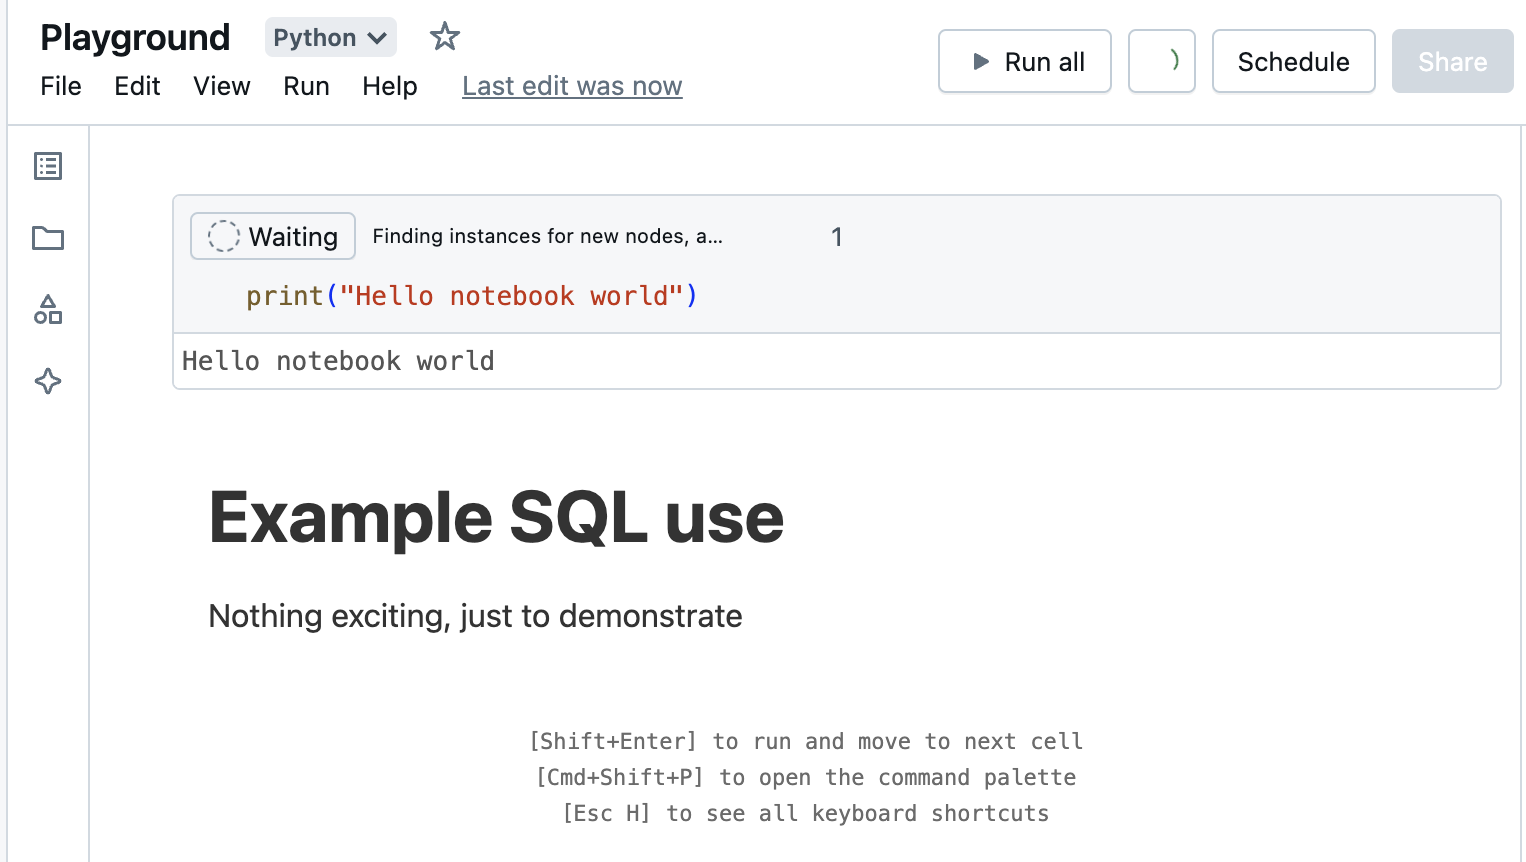 Playground Python
File Edit View Run Help Last edit was now
Run all Schedule Share
Waiting Finding instances for new nodes, a... 1
print("Hello notebook world")
Hello notebook world
Example SQL use
Nothing exciting, just to demonstrate
[Shift+Enter] to run and move to next cell
[Cmd+Shift+P] to open the command palette
[Esc H] to see all keyboard shortcuts